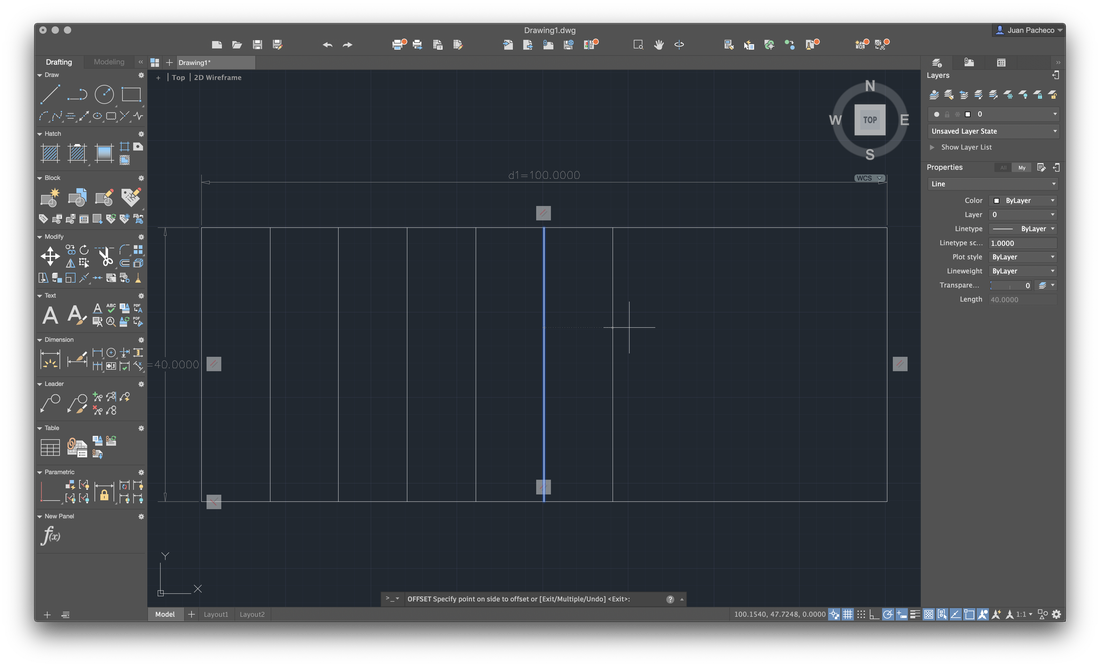 Drawing1.dwg
Juan Pacheco
Drafting
Modeling
Drawing1*
Draw
Hatch
Block
Modify
Text
Dimension
Leader
Table
Parametric
New Panel
f(x)
+ | Top | 2D Wireframe
N
W
TOP
E
S
WCS
d1=100.0000
=40.0000
Y
X
>_
OFFSET Specify point on side to offset or [Exit/Multiple/Undo] <Exit>:
Model
Layout1
Layout2
100.1540, 47.7248, 0.0000
1:1
Layers
0
Unsaved Layer State
Show Layer List
Properties
All
My
Line
Color ByLayer
Layer 0
Linetype ByLayer
Linetype sc... 1.0000
Plot style ByLayer
Lineweight ByLayer
Transpare... 0
Length 40.0000